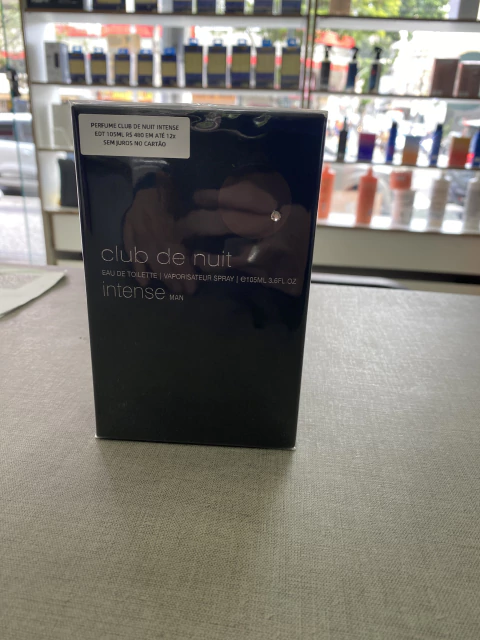 PERFUME CLUB DE NUIT INTENSE
EDT 105ML R$ 480 EM ATÉ 12x
SEM JUROS NO CARTÃO
club de nuit
EAU DE TOILETTE | VAPORISATEUR SPRAY | ℮105ML 3.6FL OZ
intense MAN